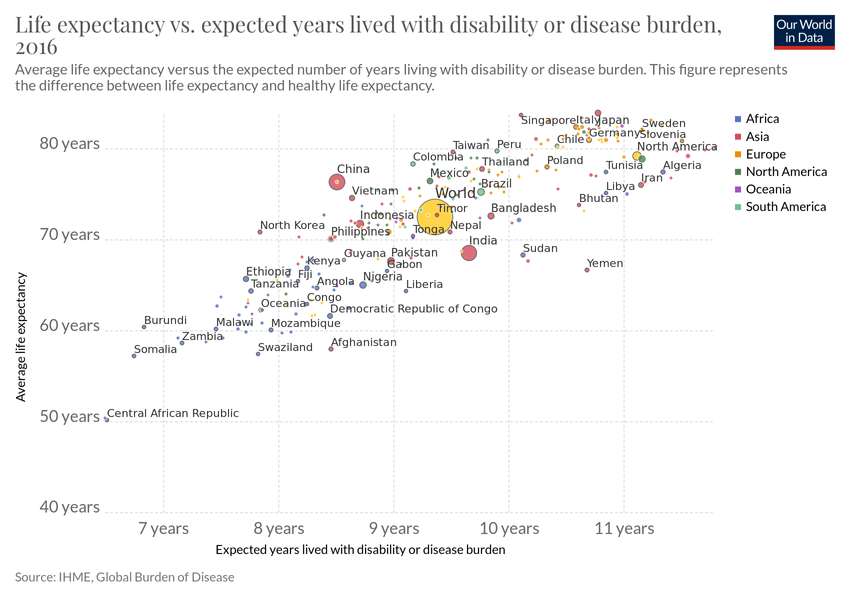 Life expectancy vs. expected years lived with disability or disease burden,
2016
Our World
in Data
Average life expectancy versus the expected number of years living with disability or disease burden. This figure represents
the difference between life expectancy and healthy life expectancy.
80 years
70 years
60 years
50 years
40 years
Average life expectancy
Singapore
Italy
Japan
Sweden
Chile
Germany
Slovenia
Taiwan
Peru
North America
Colombia
Thailand
Poland
Tunisia
Algeria
China
Mexico
Brazil
Iran
Vietnam
World
Libya
Bhutan
Indonesia
Timor
Bangladesh
North Korea
Philippines
Tonga
Nepal
India
Guyana
Pakistan
Sudan
Kenya
Gabon
Yemen
Ethiopia
Fiji
Angola
Nigeria
Liberia
Tanzania
Oceania
Congo
Democratic Republic of Congo
Burundi
Malawi
Mozambique
Zambia
Somalia
Swaziland
Afghanistan
Central African Republic
7 years
8 years
9 years
10 years
11 years
Expected years lived with disability or disease burden
Africa
Asia
Europe
North America
Oceania
South America
Source: IHME, Global Burden of Disease